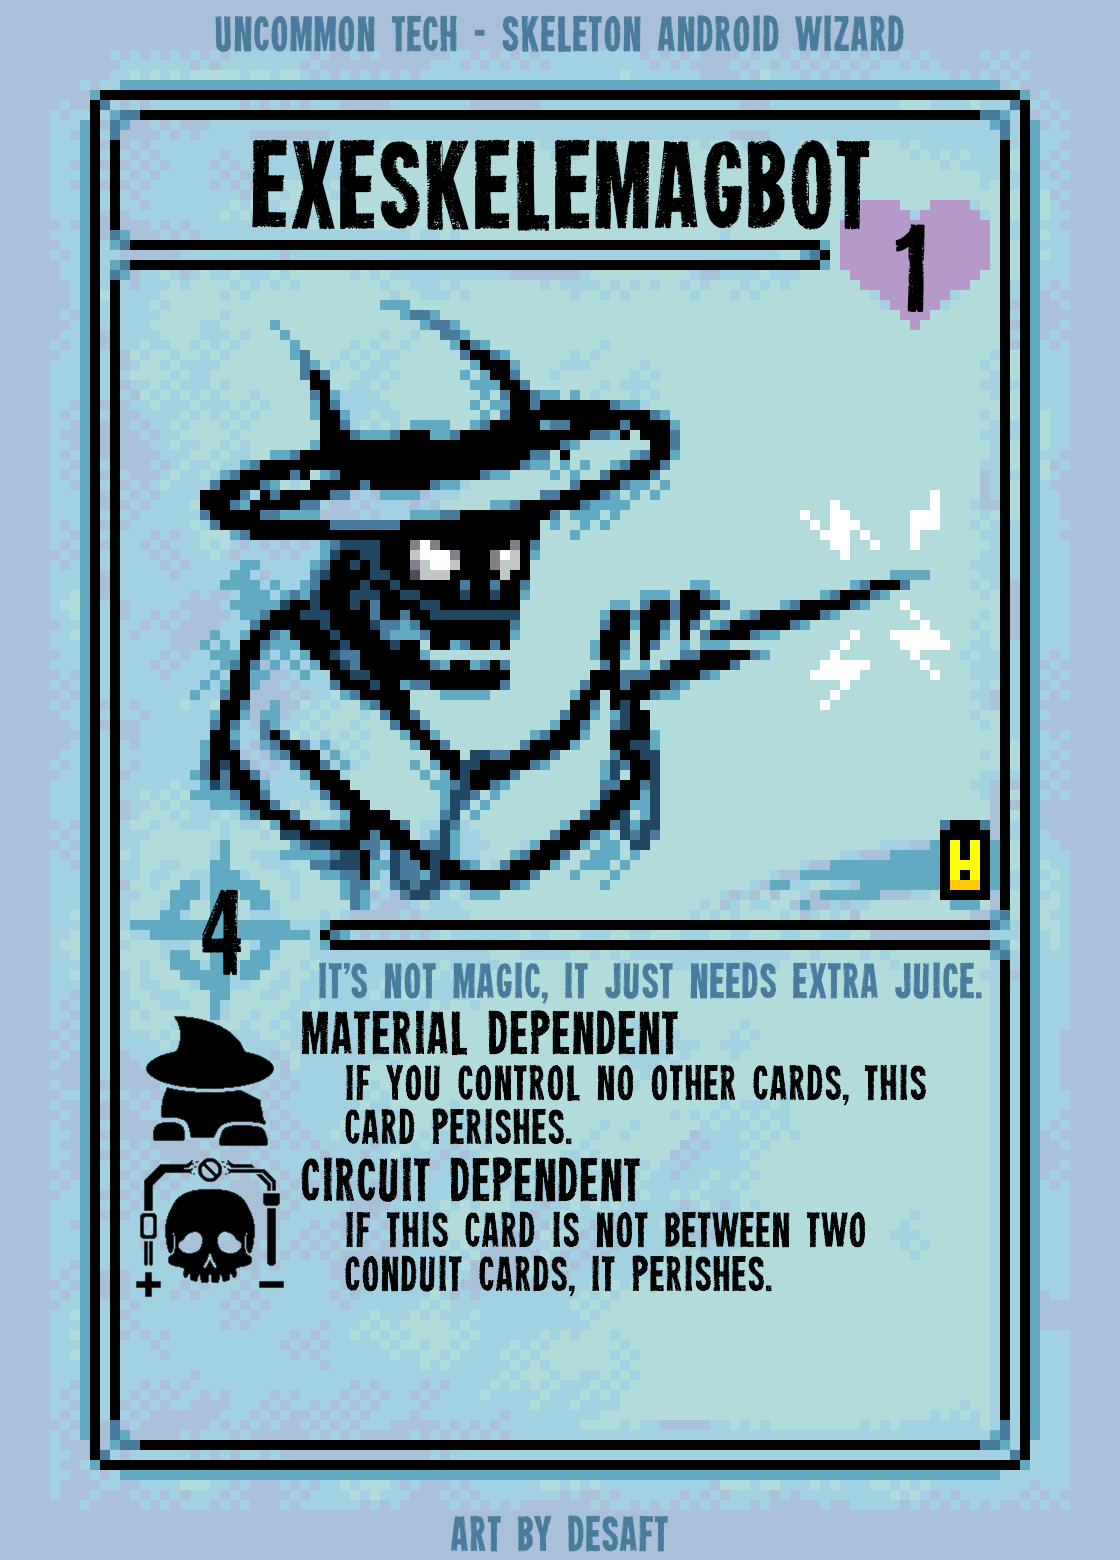 UNCOMMON TECH - SKELETON ANDROID WIZARD
EXESKELEMAGBOT
1
4
IT'S NOT MAGIC, IT JUST NEEDS EXTRA JUICE.
MATERIAL DEPENDENT
IF YOU CONTROL NO OTHER CARDS, THIS
CARD PERISHES.
CIRCUIT DEPENDENT
IF THIS CARD IS NOT BETWEEN TWO
CONDUIT CARDS, IT PERISHES.
+ −
ART BY DESAFT